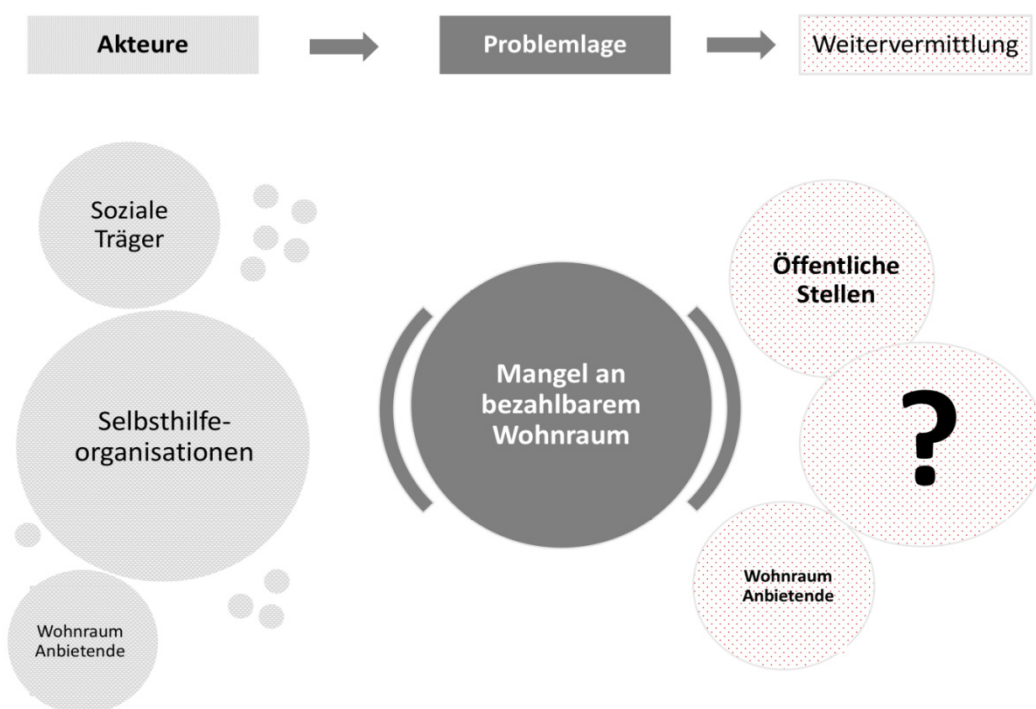 Akteure
Problemlage
Weitervermittlung
Soziale
Träger
Selbsthilfe-
organisationen
Wohnraum
Anbietende
Mangel an
bezahlbarem
Wohnraum
Öffentliche
Stellen
?
Wohnraum
Anbietende